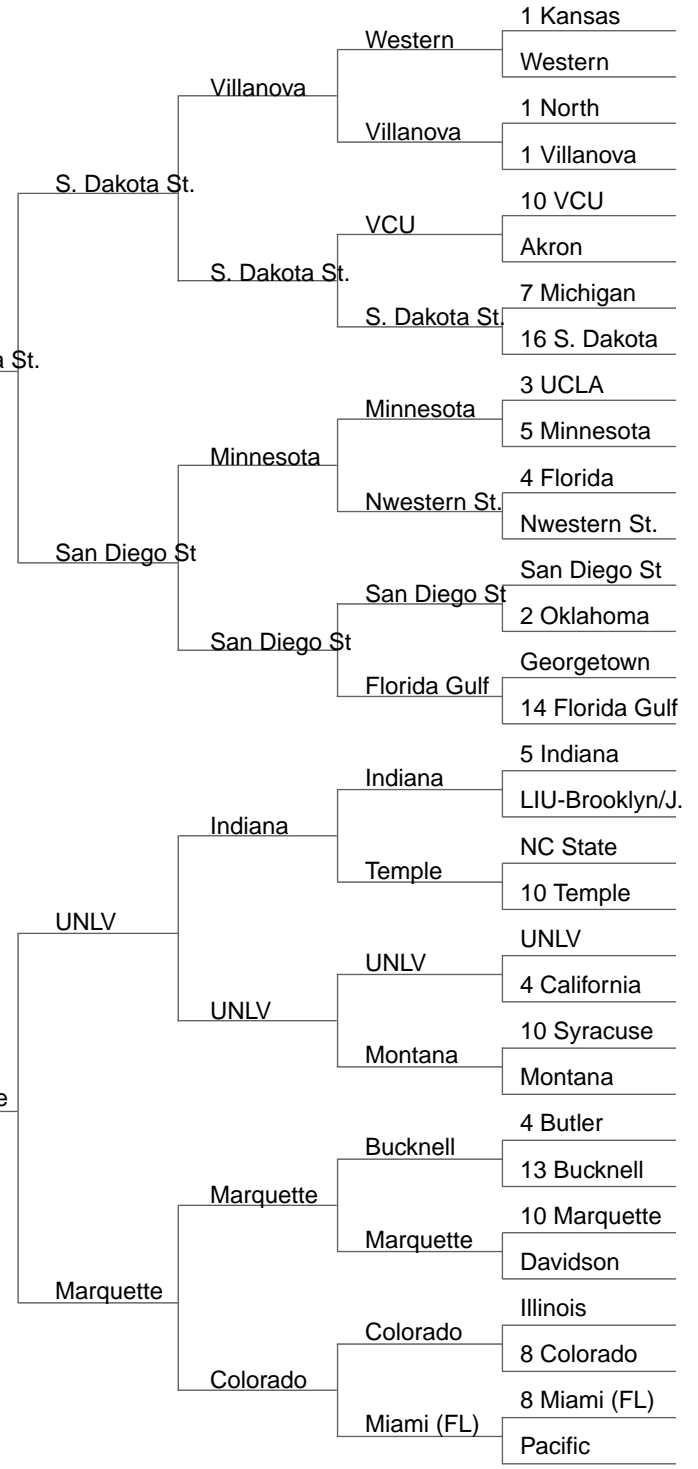 1 Kansas
Western
Western
Villanova
1 North
Villanova
1 Villanova
S. Dakota St.
10 VCU
VCU
Akron
S. Dakota St.
7 Michigan
S. Dakota St.
16 S. Dakota
St.
3 UCLA
Minnesota
5 Minnesota
Minnesota
4 Florida
Nwestern St.
Nwestern St.
San Diego St
San Diego St
San Diego St
2 Oklahoma
San Diego St
Georgetown
Florida Gulf
14 Florida Gulf
5 Indiana
Indiana
LIU-Brooklyn/J.
Indiana
NC State
Temple
10 Temple
UNLV
UNLV
UNLV
4 California
UNLV
10 Syracuse
Montana
Montana
4 Butler
Bucknell
13 Bucknell
Marquette
10 Marquette
Marquette
Davidson
Marquette
Illinois
Colorado
8 Colorado
Colorado
8 Miami (FL)
Miami (FL)
Pacific